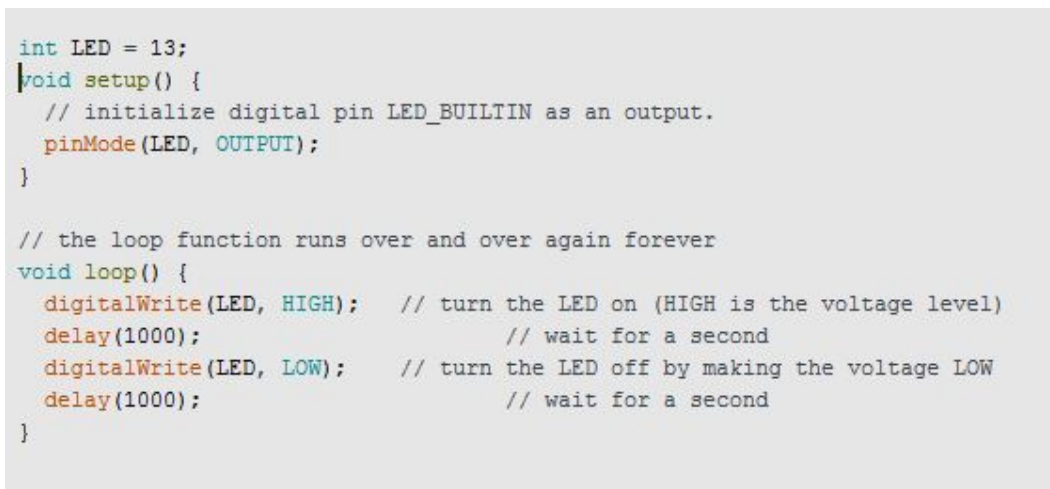 int LED = 13;
void setup() {
  // initialize digital pin LED_BUILTIN as an output.
  pinMode(LED, OUTPUT);
}

// the loop function runs over and over again forever
void loop() {
  digitalWrite(LED, HIGH);   // turn the LED on (HIGH is the voltage level)
  delay(1000);                       // wait for a second
  digitalWrite(LED, LOW);    // turn the LED off by making the voltage LOW
  delay(1000);                       // wait for a second
}